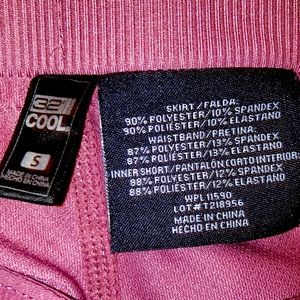 32°
COOL
S
MADE IN CHINA
HECHO EN CHINA
SKIRT/FALDA:
90% POLYESTER/10% SPANDEX
90% POLIÉSTER/10% ELASTANO
WAISTBAND/PRETINA:
87% POLYESTER/13% SPANDEX
87% POLIÉSTER/13% ELASTANO
INNER SHORT/PANTALÓN CORTO INTERIOR:
88% POLYESTER/12% SPANDEX
88% POLIÉSTER/12% ELASTANO
WPL 11590
LOT# T218956
MADE IN CHINA
HECHO EN CHINA